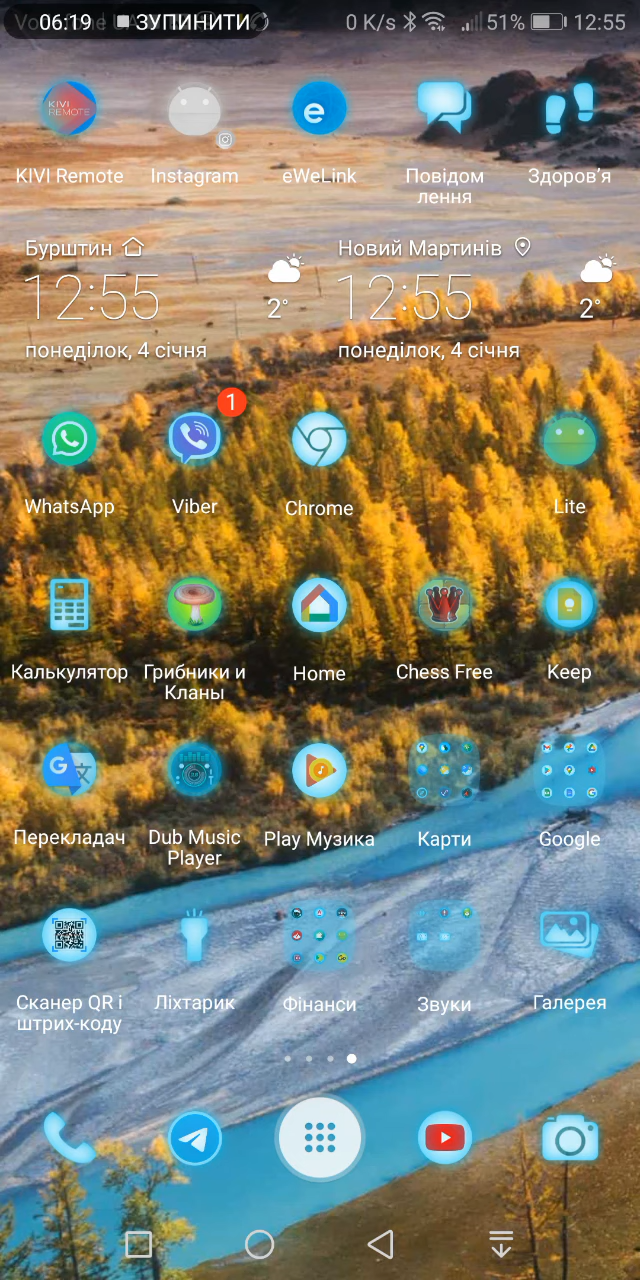 06:19 ЗУПИНИТИ 0 K/s 51% 12:55
KIVI REMOTE
KIVI Remote Instagram eWeLink Повідом
лення Здоров'я
Бурштин Новий Мартинів
12:55 2° 12:55 2°
понеділок, 4 січня понеділок, 4 січня
1
WhatsApp Viber Chrome Lite
Калькулятор Грибники и
Кланы Home Chess Free Keep
Перекладач Dub Music
Player Play Музика Карти Google
Сканер QR і
штрих-коду Ліхтарик Фінанси Звуки Галерея